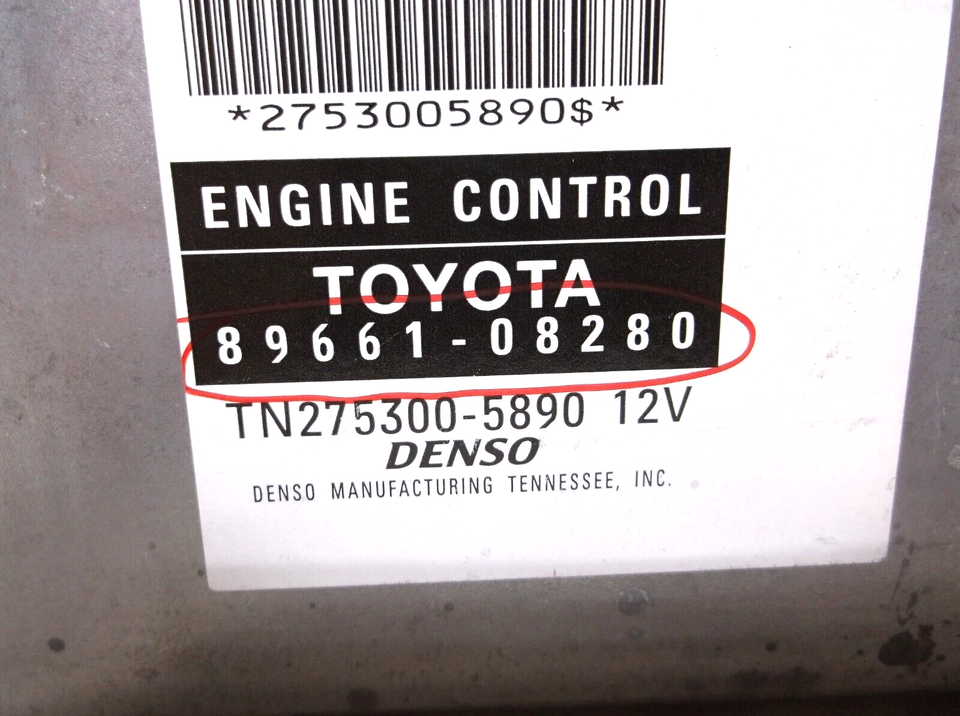 *2753005890$*
ENGINE CONTROL
TOYOTA
89661-08280
TN275300-5890 12V
DENSO
DENSO MANUFACTURING TENNESSEE, INC.